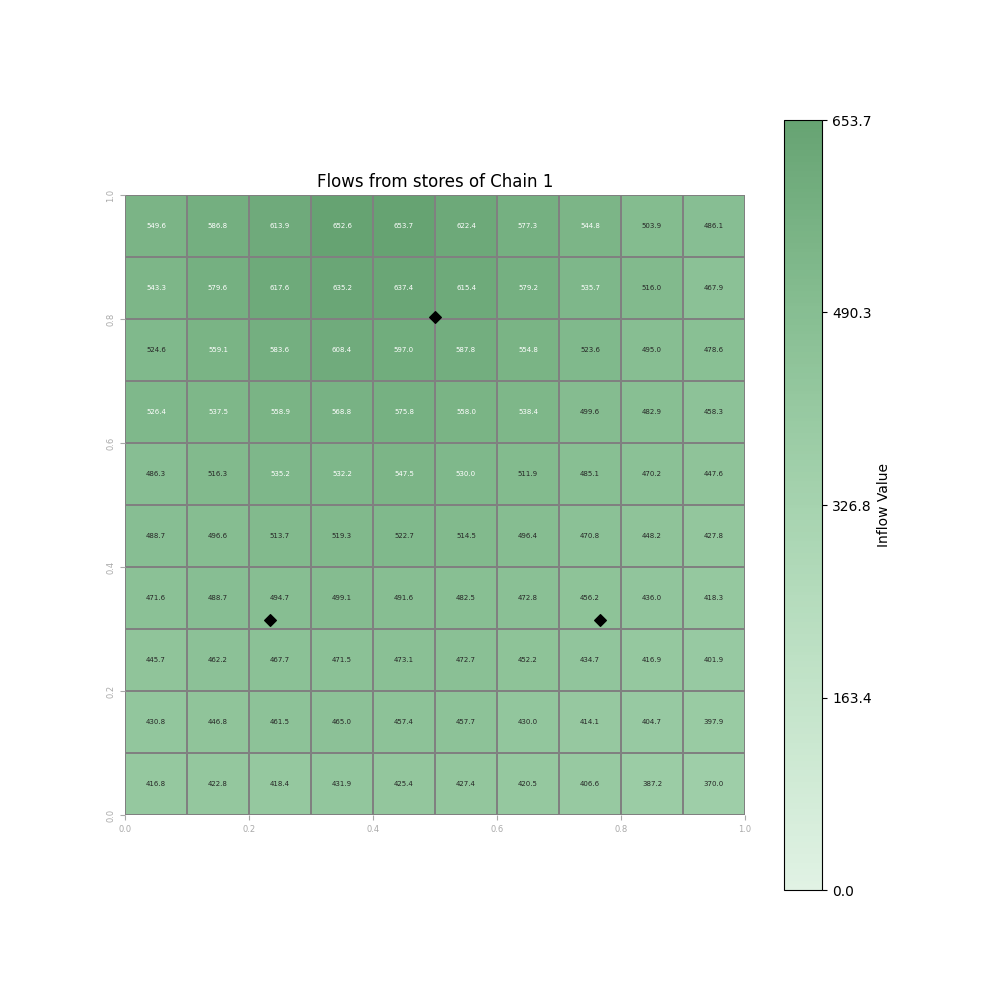 Flows from stores of Chain 1
1.0
549.6 586.8 613.9 652.6 653.7 622.4 577.3 544.8 503.9 486.1
543.3 579.6 617.6 635.2 637.4 615.4 579.2 535.7 516.0 467.9
0.8
524.6 559.1 583.6 608.4 597.0 587.8 554.8 523.6 495.0 478.6
526.4 537.5 558.9 568.8 575.8 558.0 538.4 499.6 482.9 458.3
0.6
486.3 516.3 535.2 532.2 547.5 530.0 511.9 485.1 470.2 447.6
488.7 496.6 513.7 519.3 522.7 514.5 496.4 470.8 448.2 427.8
0.4
471.6 488.7 494.7 499.1 491.6 482.5 472.8 456.2 436.0 418.3
445.7 462.2 467.7 471.5 473.1 472.7 452.2 434.7 416.9 401.9
0.2
430.8 446.8 461.5 465.0 457.4 457.7 430.0 414.1 404.7 397.9
416.8 422.8 418.4 431.9 425.4 427.4 420.5 406.6 387.2 370.0
0.0
0.0 0.2 0.4 0.6 0.8 1.0
653.7
490.3
326.8
163.4
0.0
Inflow Value